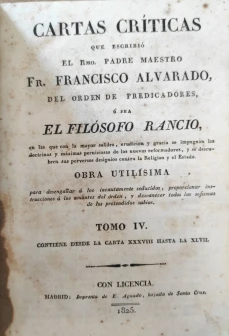 CARTAS CRÍTICAS
QUE ESCRIBIÓ
EL Rmo. PADRE MAESTRO
FR. FRANCISCO ALVARADO,
DEL ORDEN DE PREDICADORES,
ó sea
EL FILÓSOFO RANCIO,
en las que con la mayor solidez, erudicion y gracia se impugnan las
doctrinas y máximas perniciosas de los nuevos reformadores, y se descu-
bren sus perversos designios contra la Religion y el Estado.
OBRA UTILÍSIMA
para desengañar á los incautamente seducidos, proporcionar ins-
trucciones á los amantes del orden, y desvanecer todos los sofismas
de los pretendidos sabios.
TOMO IV.
CONTIENE DESDE LA CARTA XXXVIII HASTA LA XLVII.
CON LICENCIA.
MADRID: Imprenta de E. Aguado, bajada de Santa Cruz.
1825.